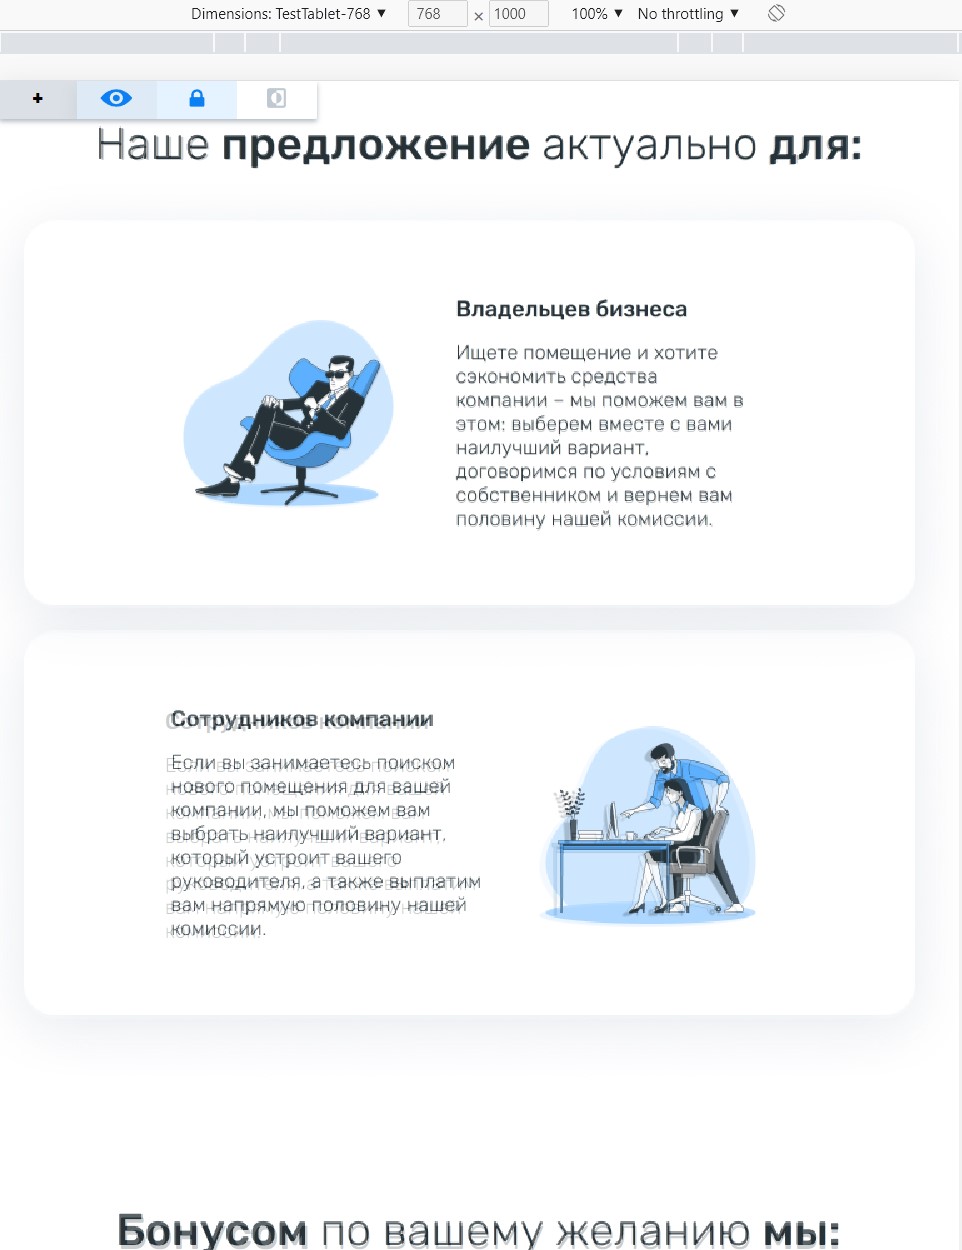 Dimensions: TestTablet-768 ▼ 768 × 1000 100% ▼ No throttling ▼
+
Наше предложение актуально для:
Владельцев бизнеса
Ищете помещение и хотите
сэкономить средства
компании – мы поможем вам в
этом: выберем вместе с вами
наилучший вариант,
договоримся по условиям с
собственником и вернем вам
половину нашей комиссии.
Сотрудников компании
Если вы занимаетесь поиском
нового помещения для вашей
компании, мы поможем вам
выбрать наилучший вариант,
который устроит вашего
руководителя, а также выплатим
вам напрямую половину нашей
комиссии.
Бонусом по вашему желанию мы: